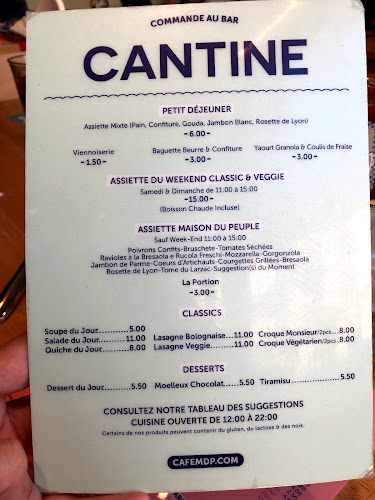 COMMANDE AU BAR
CANTINE
PETIT DÉJEUNER
Assiette Mixte (Pain, Confiture, Gouda, Jambon Blanc, Rosette de Lyon)
-6.00-
Viennoiserie Baguette Beurre & Confiture Yaourt Granola & Coulis de Fraise
-1.50- -3.00- -3.00-
ASSIETTE DU WEEKEND CLASSIC & VEGGIE
Samedi & Dimanche de 11:00 à 15:00
-15.00-
(Boisson Chaude Incluse)
ASSIETTE MAISON DU PEUPLE
Sauf Week-End 11:00 à 15:00
Poivrons Confits-Bruschete-Tomates Séchées
Ravioles à la Bresaola e Rucola Freschi-Mozzarella-Gorgonzola
Jambon de Parme-Coeurs d'Artichauts-Courgettes Grillées-Bresaola
Rosette de Lyon-Tome du Larzac-Suggestion(s) du Moment
La Portion
-3.00-
CLASSICS
Soupe du Jour..........5.00
Salade du Jour.........11.00 Lasagne Bolognaise...11.00 Croque Monsieur/2pcs...8.00
Quiche du Jour.........8.00 Lasagne Veggie..........11.00 Croque Végétarien/2pcs..8.00
DESSERTS
Dessert du Jour.......5.50 Moelleux Chocolat......5.50 Tiramisu....................5.50
CONSULTEZ NOTRE TABLEAU DES SUGGESTIONS
CUISINE OUVERTE DE 12:00 À 22:00
Certains de nos produits peuvent contenir du gluten, du lactose & des noix
CAFEMDP.COM